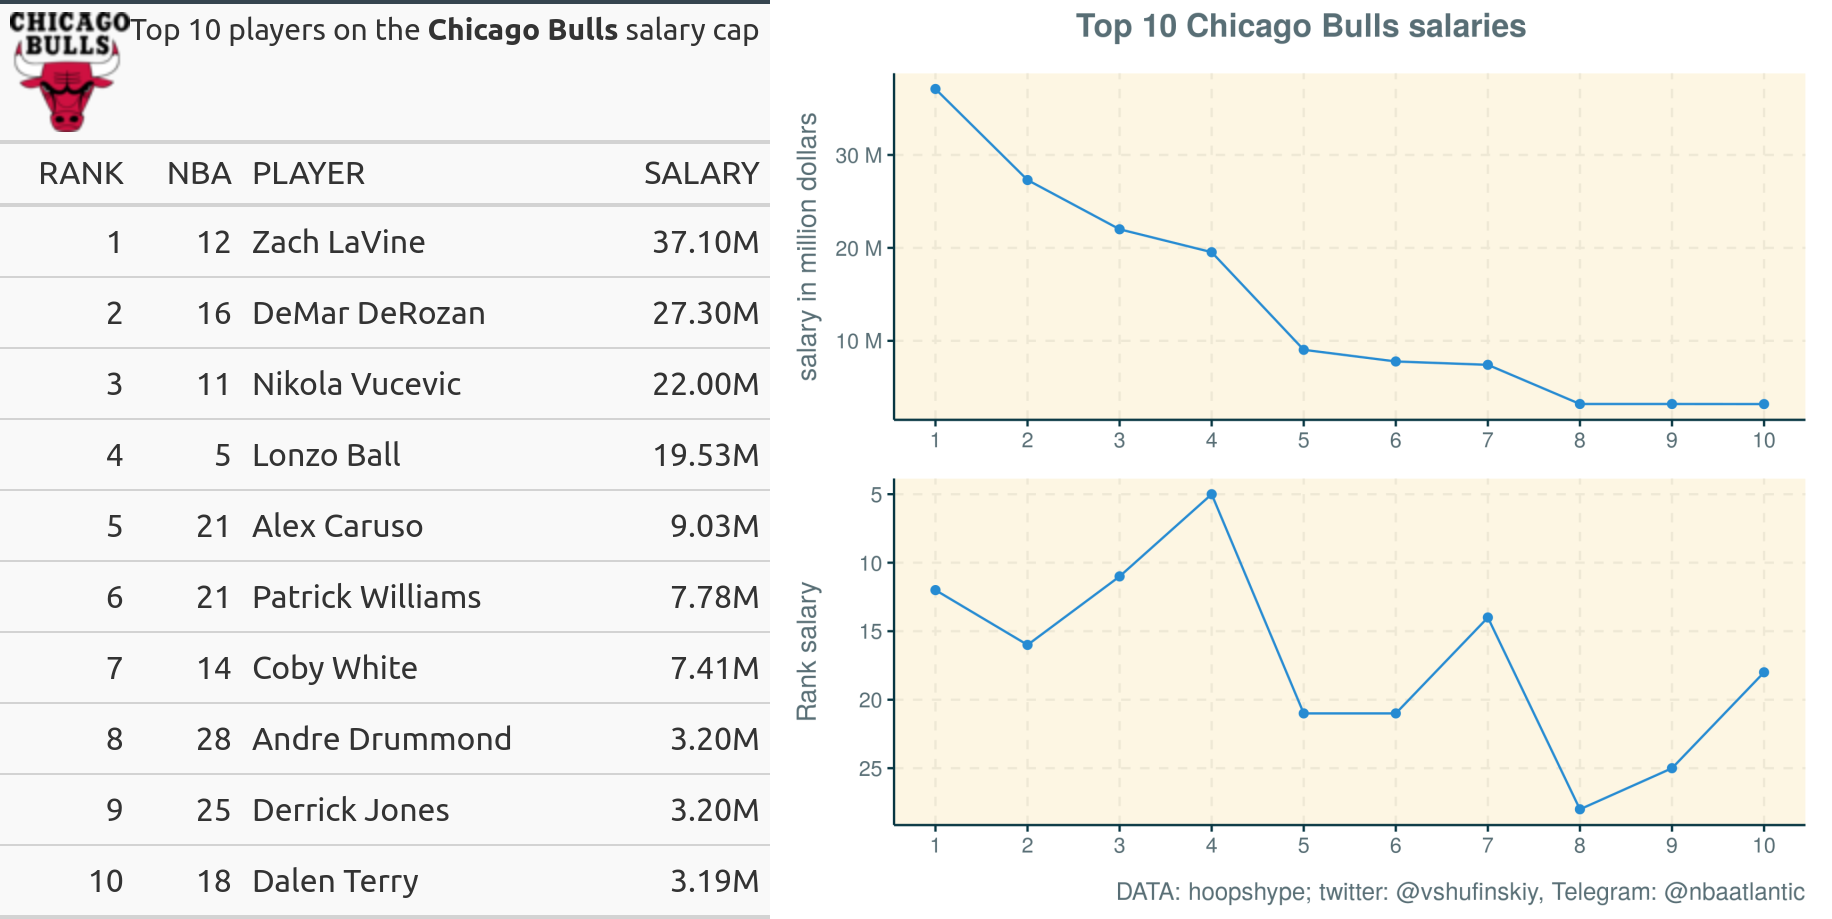 CHICAGO
BULLS
Top 10 players on the Chicago Bulls salary cap
RANK NBA PLAYER SALARY
1 12 Zach LaVine 37.10M
2 16 DeMar DeRozan 27.30M
3 11 Nikola Vucevic 22.00M
4 5 Lonzo Ball 19.53M
5 21 Alex Caruso 9.03M
6 21 Patrick Williams 7.78M
7 14 Coby White 7.41M
8 28 Andre Drummond 3.20M
9 25 Derrick Jones 3.20M
10 18 Dalen Terry 3.19M
Top 10 Chicago Bulls salaries
salary in million dollars
30 M
20 M
10 M
1 2 3 4 5 6 7 8 9 10
Rank salary
5
10
15
20
25
1 2 3 4 5 6 7 8 9 10
DATA: hoopshype; twitter: @vshufinskiy, Telegram: @nbaatlantic